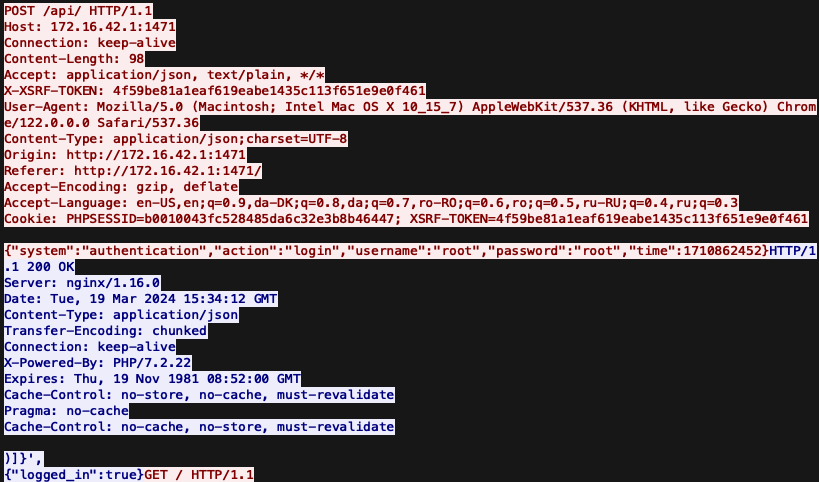 POST /api/ HTTP/1.1
Host: 172.16.42.1:1471
Connection: keep-alive
Content-Length: 98
Accept: application/json, text/plain, */*
X-XSRF-TOKEN: 4f59be81a1eaf619eabe1435c113f651e9e0f461
User-Agent: Mozilla/5.0 (Macintosh; Intel Mac OS X 10_15_7) AppleWebKit/537.36 (KHTML, like Gecko) Chrom
e/122.0.0.0 Safari/537.36
Content-Type: application/json;charset=UTF-8
Origin: http://172.16.42.1:1471
Referer: http://172.16.42.1:1471/
Accept-Encoding: gzip, deflate
Accept-Language: en-US,en;q=0.9,da-DK;q=0.8,da;q=0.7,ro-RO;q=0.6,ro;q=0.5,ru-RU;q=0.4,ru;q=0.3
Cookie: PHPSESSID=b0010043fc528485da6c32e3b8b46447; XSRF-TOKEN=4f59be81a1eaf619eabe1435c113f651e9e0f461

{"system":"authentication","action":"login","username":"root","password":"root","time":1710862452}HTTP/1
.1 200 OK
Server: nginx/1.16.0
Date: Tue, 19 Mar 2024 15:34:12 GMT
Content-Type: application/json
Transfer-Encoding: chunked
Connection: keep-alive
X-Powered-By: PHP/7.2.22
Expires: Thu, 19 Nov 1981 08:52:00 GMT
Cache-Control: no-store, no-cache, must-revalidate
Pragma: no-cache
Cache-Control: no-cache, no-store, must-revalidate

)]}',
{"logged_in":true}GET / HTTP/1.1